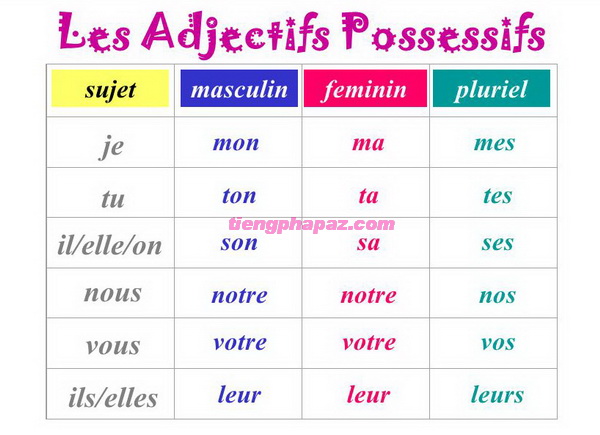 Les Adjectifs Possessifs
sujet masculin feminin pluriel
je mon ma mes
tu ton ta tes
tiengphapaz.com
il/elle/on son sa ses
nous notre notre nos
vous votre votre vos
ils/elles leur leur leurs